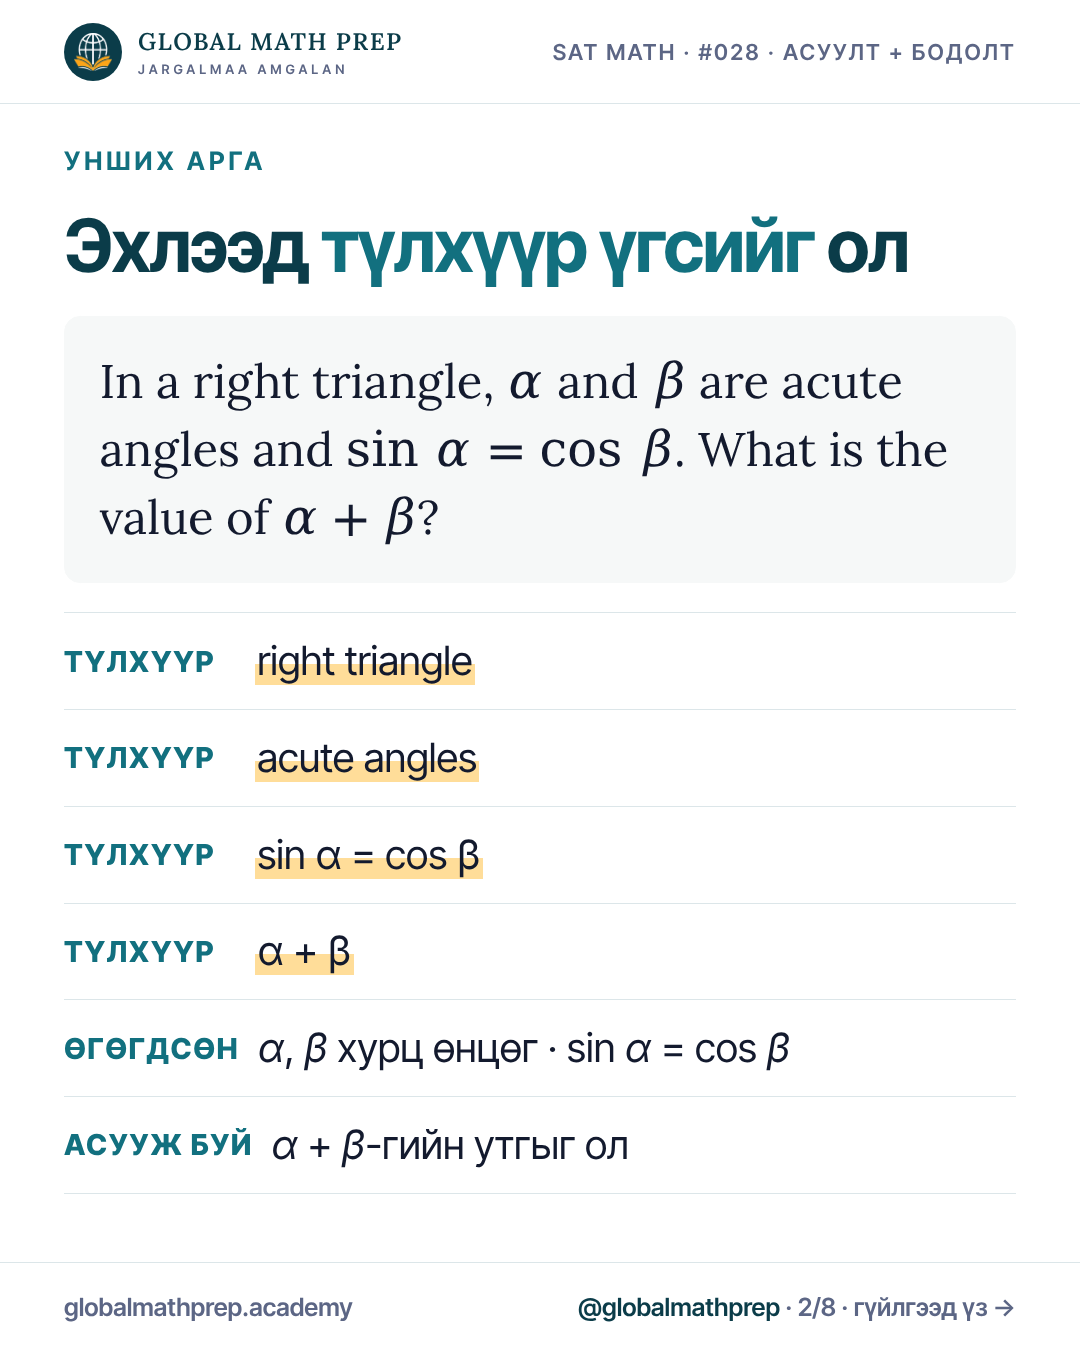 GLOBAL MATH PREP
JARGALMAA AMGALAN
SAT MATH · #028 · АСУУЛТ + БОДОЛТ
УНШИХ АРГА
Эхлээд түлхүүр үгсийг ол
In a right triangle, α and β are acute
angles and sin α = cos β. What is the
value of α + β?
ТҮЛХҮҮР right triangle
ТҮЛХҮҮР acute angles
ТҮЛХҮҮР sin α = cos β
ТҮЛХҮҮР α + β
ӨГӨГДСӨН α, β хурц өнцөг · sin α = cos β
АСУУЖ БУЙ α + β-гийн утгыг ол
globalmathprep.academy
@globalmathprep · 2/8 · гүйлгээд үз →